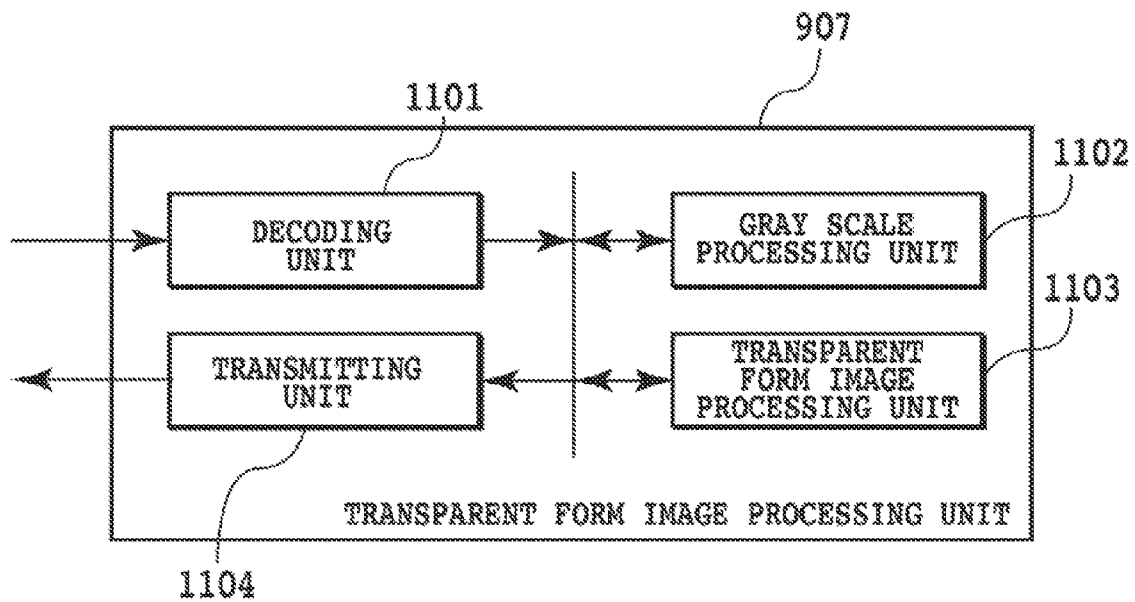 907
1101
1102
DECODING
UNIT
GRAY SCALE
PROCESSING UNIT
1103
TRANSMITTING
UNIT
TRANSPARENT
FORM IMAGE
PROCESSING UNIT
TRANSPARENT FORM IMAGE PROCESSING UNIT
1104